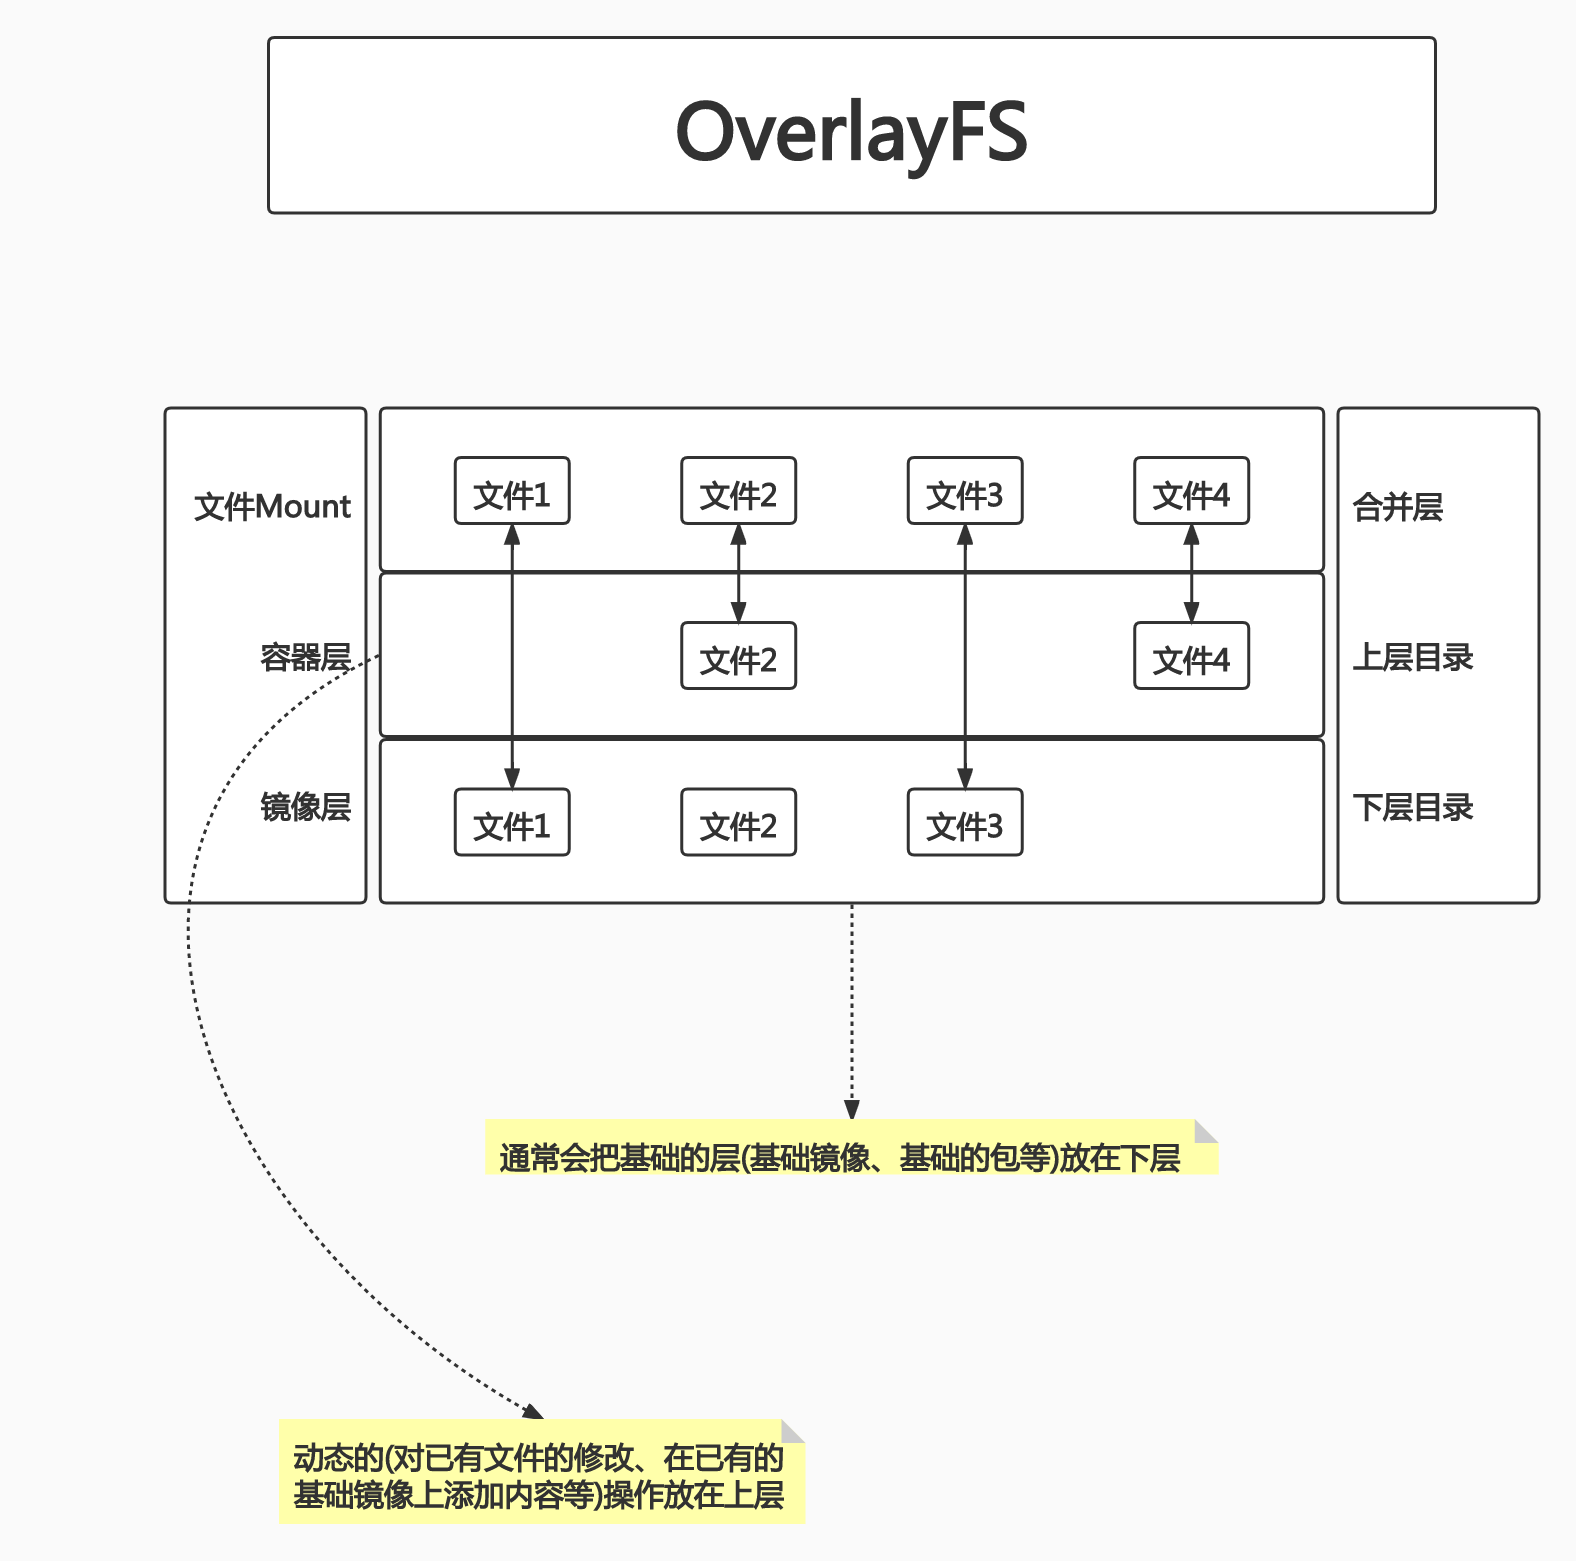 OverlayFS
文件Mount
文件1
文件2
文件3
文件4
合并层
容器层
文件2
文件4
上层目录
镜像层
文件1
文件2
文件3
下层目录
通常会把基础的层(基础镜像、基础的包等)放在下层
动态的(对已有文件的修改、在已有的
基础镜像上添加内容等)操作放在上层